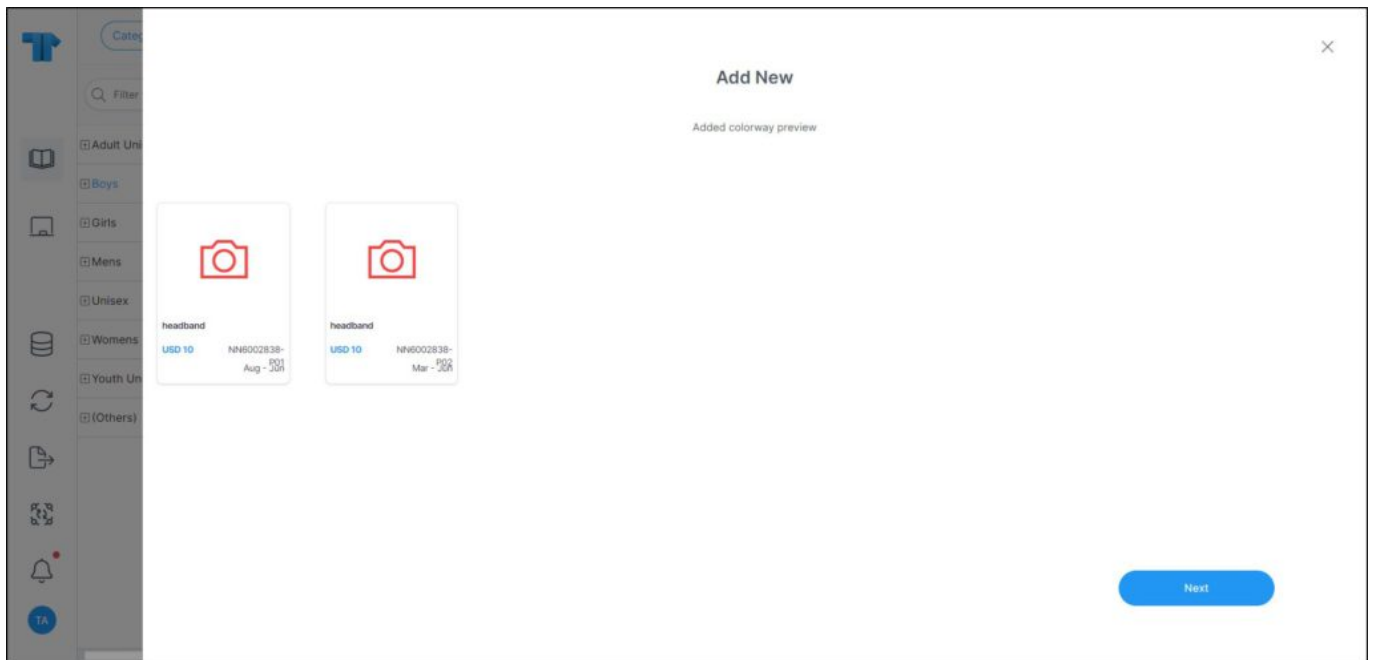 Categ
Add New
Filter
Added colorway preview
Adult Uni
Boys
Girls
Mens
Unisex
Womens
Youth Un
(Others)
headband
USD 10
NN6002838-
P01
Aug - Jun
headband
USD 10
NN6002838-
P02
Mar - Jun
Next
TA